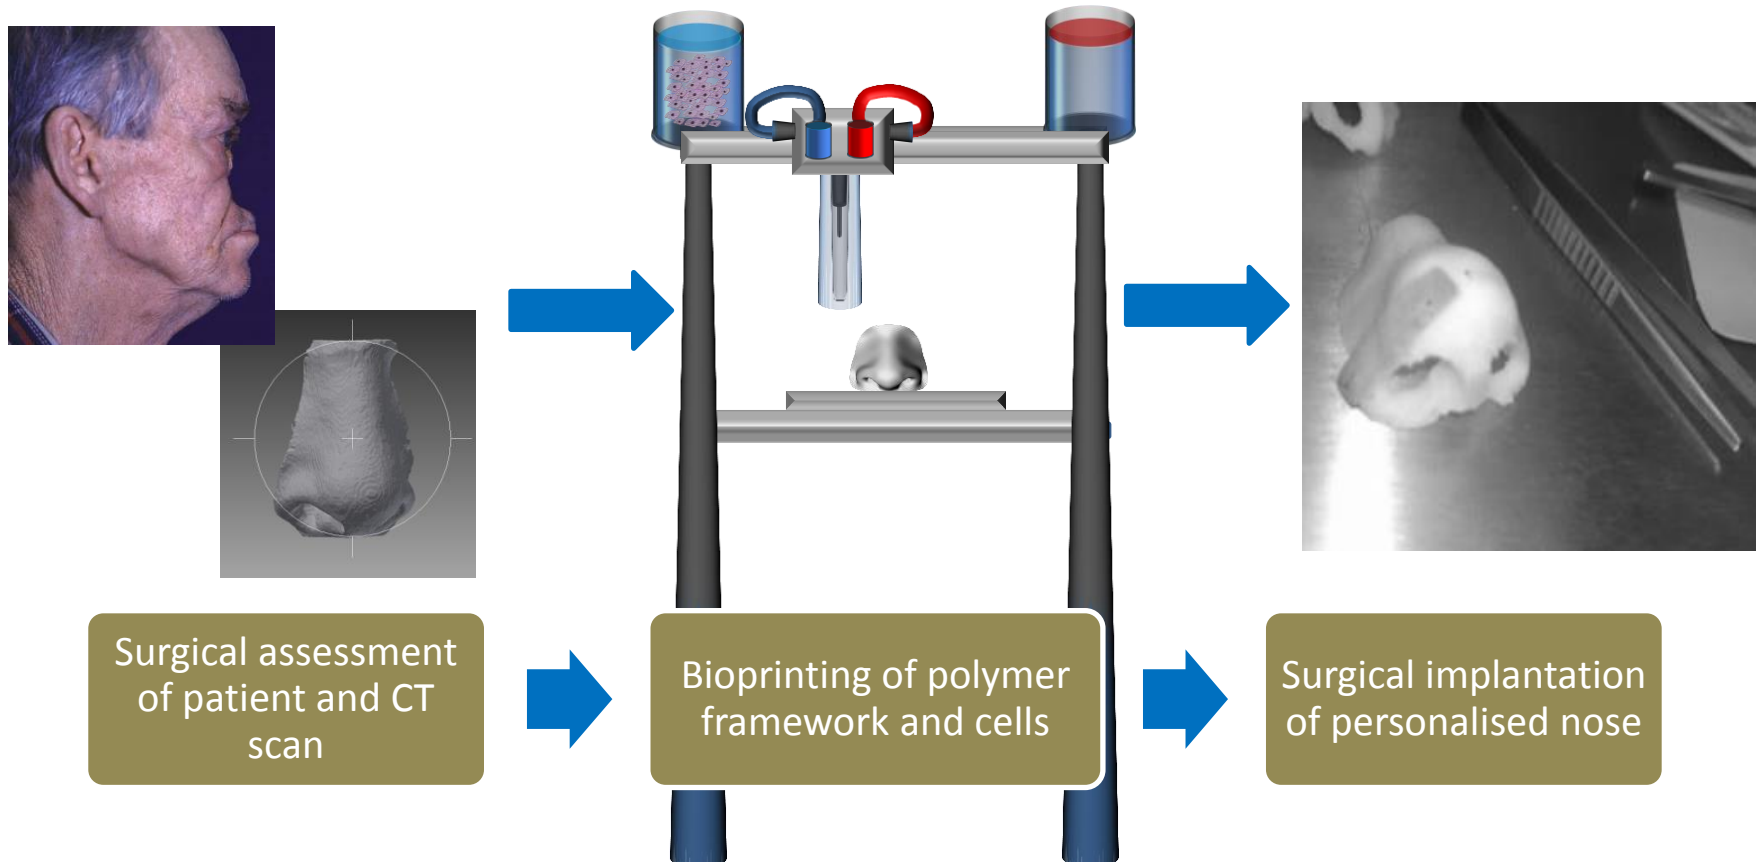 Surgical assessment
of patient and CT
scan
Bioprinting of polymer
framework and cells
Surgical implantation
of personalised nose